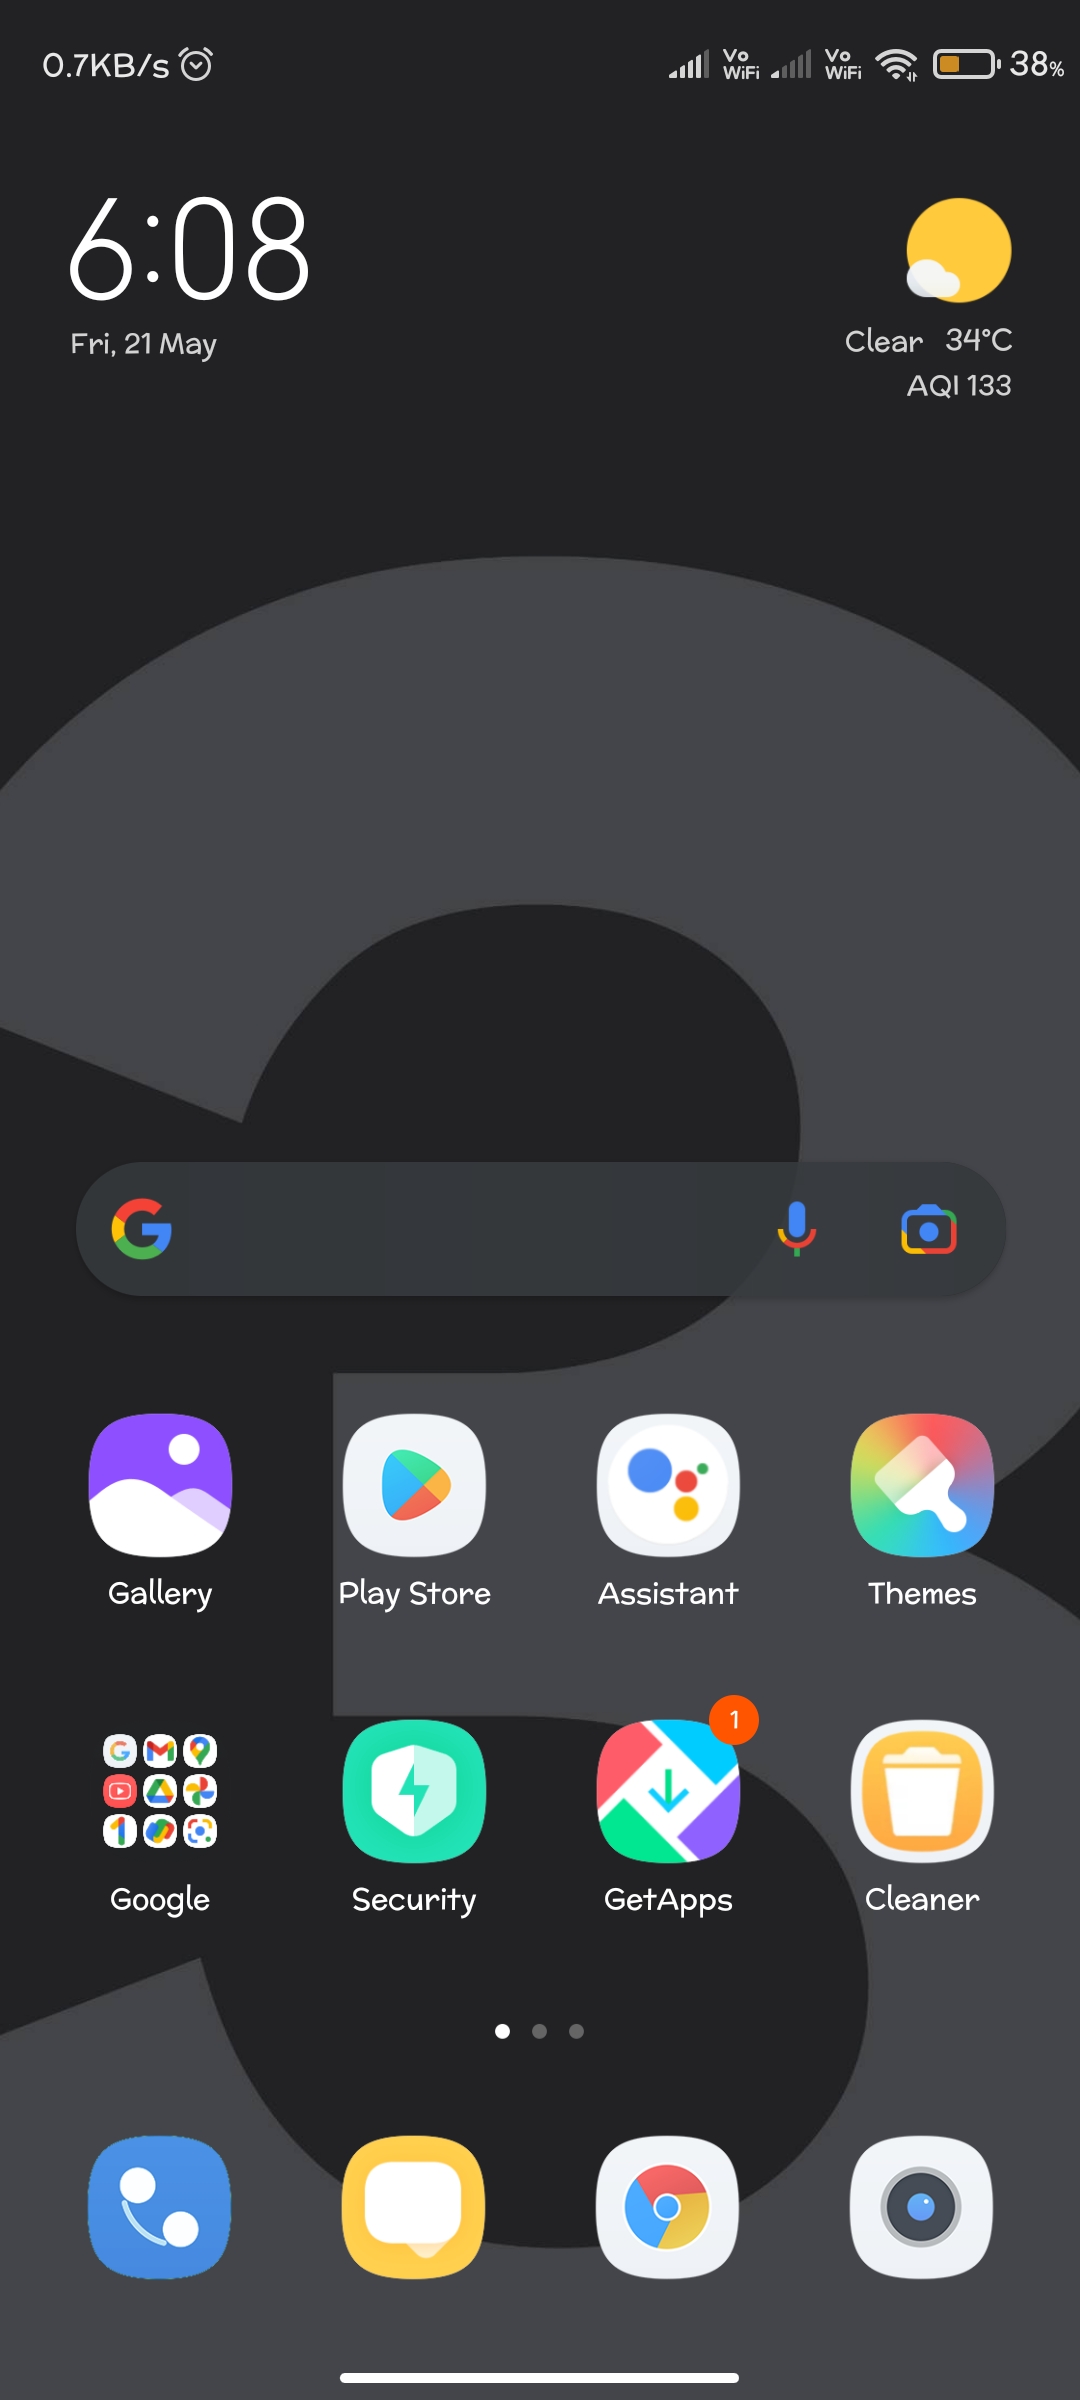 0.7KB/s Vo WiFi Vo WiFi 38%
6:08
Fri, 21 May
Clear 34°C
AQI 133
Gallery Play Store Assistant Themes
1
Google Security GetApps Cleaner